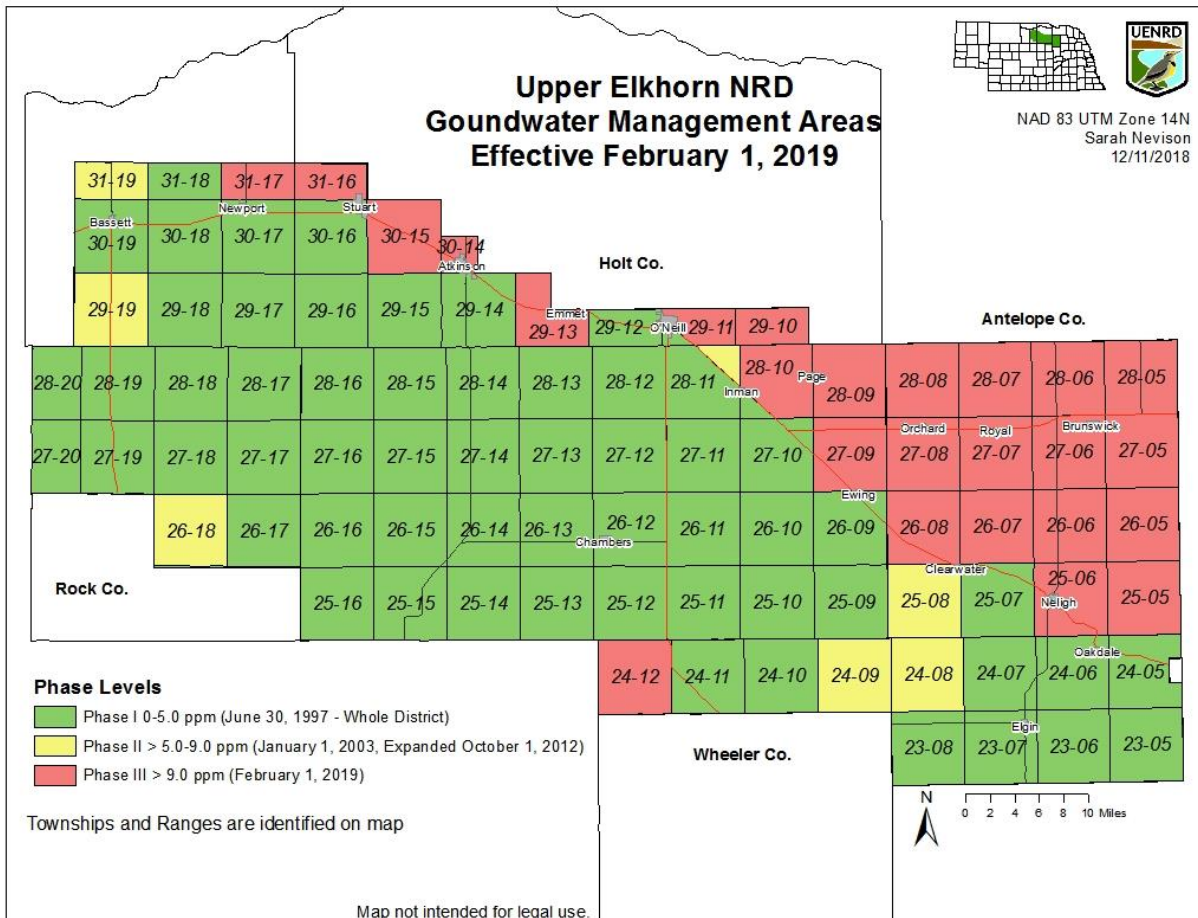 Upper Elkhorn NRD
Goundwater Management Areas
Effective February 1, 2019
UENRD
NAD 83 UTM Zone 14N
Sarah Nevison
12/11/2018
31-19 31-18 31-17 31-16
Bassett Newport Stuart
30-19 30-18 30-17 30-16 30-15 30-14
Atkinson
Holt Co.
29-19 29-18 29-17 29-16 29-15 29-14 29-13 29-12 29-11 29-10
Emmet O'Neill
Antelope Co.
28-20 28-19 28-18 28-17 28-16 28-15 28-14 28-13 28-12 28-11 28-10 28-09 28-08 28-07 28-06 28-05
Inman Page
Orchard Royal Brunswick
27-20 27-19 27-18 27-17 27-16 27-15 27-14 27-13 27-12 27-11 27-10 27-09 27-08 27-07 27-06 27-05
Ewing
26-18 26-17 26-16 26-15 26-14 26-13 26-12 26-11 26-10 26-09 26-08 26-07 26-06 26-05
Chambers
Clearwater
Rock Co.
25-16 25-15 25-14 25-13 25-12 25-11 25-10 25-09 25-08 25-07 25-06 25-05
Neligh
Oakdale
24-12 24-11 24-10 24-09 24-08 24-07 24-06 24-05
Elgin
23-08 23-07 23-06 23-05
Wheeler Co.
Phase Levels
Phase I 0-5.0 ppm (June 30, 1997 - Whole District)
Phase II > 5.0-9.0 ppm (January 1, 2003, Expanded October 1, 2012)
Phase III > 9.0 ppm (February 1, 2019)
Townships and Ranges are identified on map
N
0 2 4 6 8 10 Miles
Map not intended for legal use.